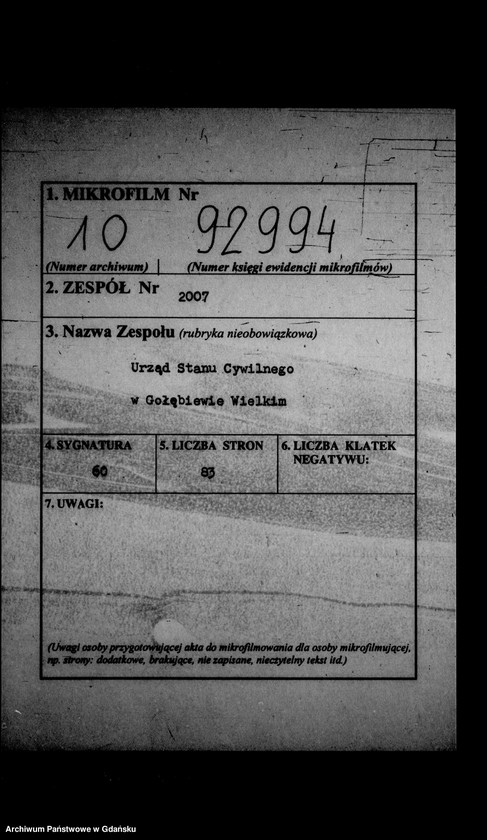 1. MIKROFILM Nr
10 92994
(Numer archiwum) (Numer księgi ewidencji mikrofilmów)
2. ZESPÓŁ Nr 2007
3. Nazwa Zespołu (rubryka nieobowiązkowa)
Urząd Stanu Cywilnego
w Gołębiewie Wielkim
4. SYGNATURA 5. LICZBA STRON 6. LICZBA KLATEK
NEGATYWU:
60 83
7. UWAGI:
(Uwagi osoby przygotowującej akta do mikrofilmowania dla osoby mikrofilmującej,
np. strony: dodatkowe, brakujące, nie zapisane, nieczytelny tekst itd.)
Archiwum Państwowe w Gdańsku